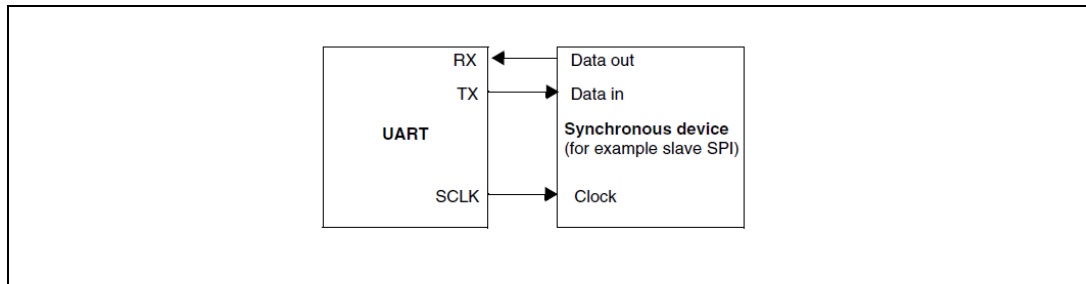 RX Data out
TX Data in
UART Synchronous device
(for example slave SPI)
SCLK Clock